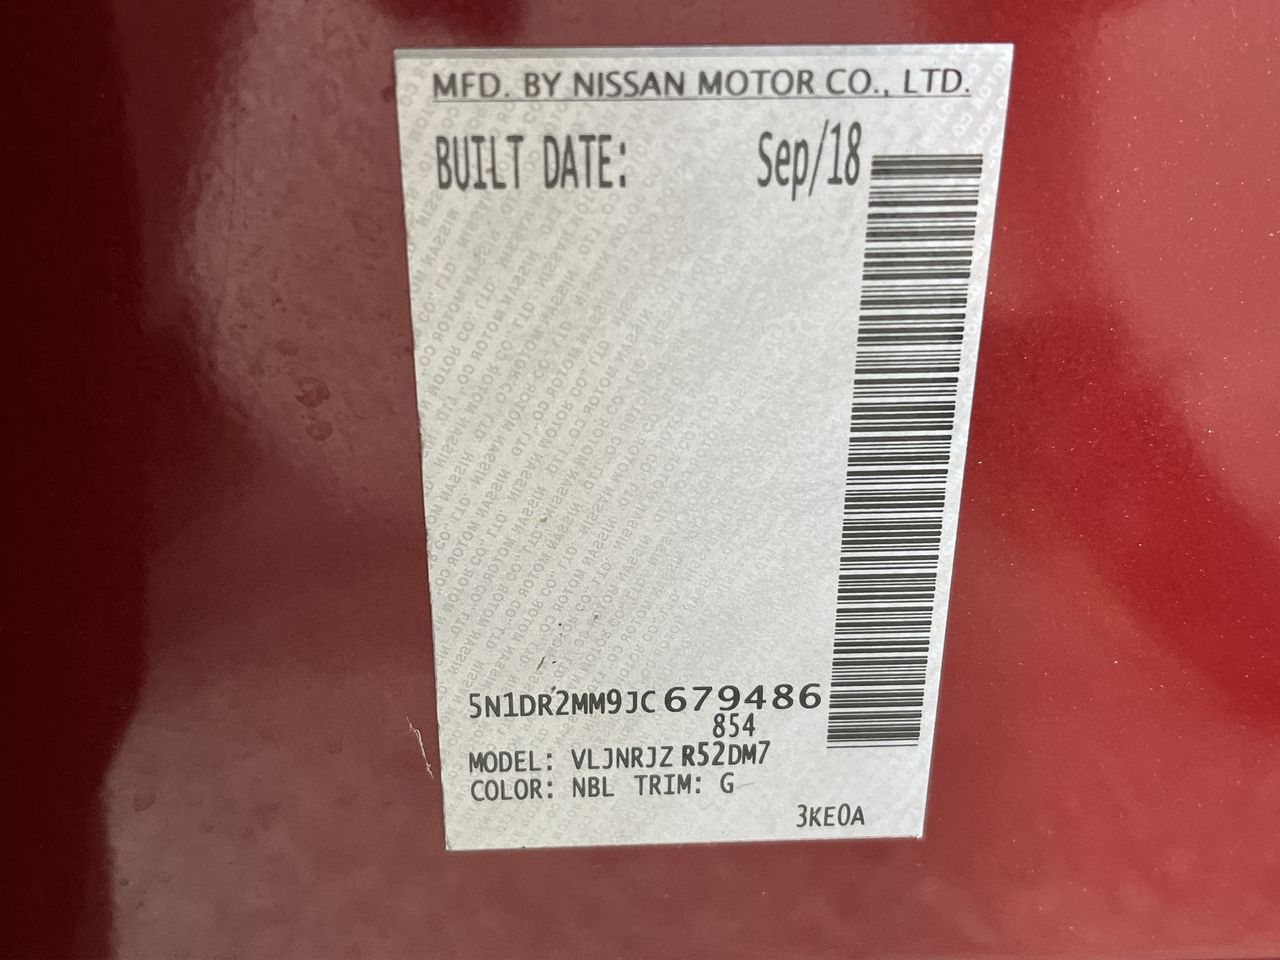 MFD. BY NISSAN MOTOR CO., LTD.
BUILT DATE: Sep/18
5N1DR2MM9JC679486
854
MODEL: VLJNRJZ R52DM7
COLOR: NBL TRIM: G
3KE0A